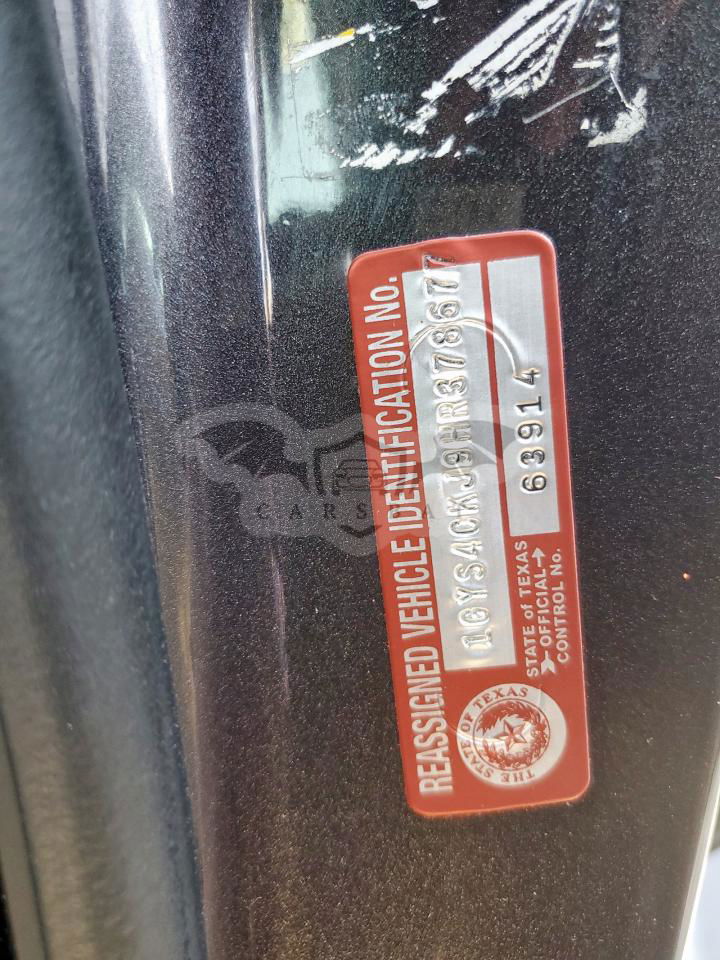 REASSIGNED VEHICLE IDENTIFICATION No.
1GYS4CKJ9HR378677
STATE of TEXAS
OFFICIAL
CONTROL No.
63914
THE STATE OF TEXAS